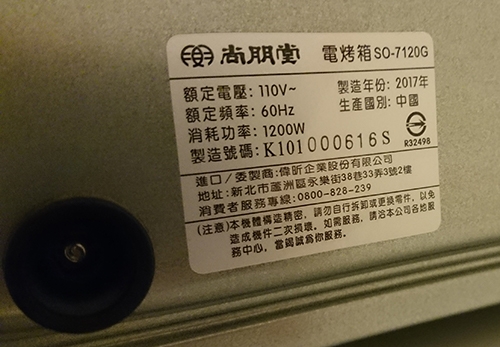 尚朋堂 電烤箱 SO-7120G
額定電壓: 110V~ 製造年份: 2017年
額定頻率: 60Hz 生產國別: 中國
消耗功率: 1200W
製造號碼: K101000616S R32498
進口/委製商: 偉昕企業股份有限公司
地址: 新北市蘆洲區永樂街38巷33弄3號2樓
消費者服務專線: 0800-828-239
(注意)本機體構造精密, 請勿自行拆卸或更換零件, 以免
造成機件二次損壞, 如需服務, 請洽本公司各地服
務中心, 當竭誠為你服務。